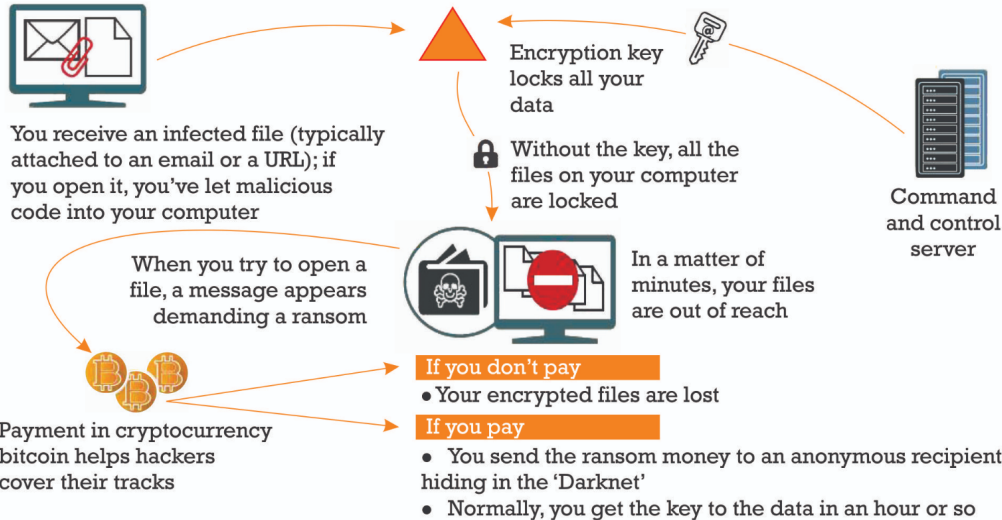 You receive an infected file (typically
attached to an email or a URL); if
you open it, you've let malicious
code into your computer
Encryption key
locks all your
data
Without the key, all the
files on your computer
are locked
Command
and control
server
When you try to open a
file, a message appears
demanding a ransom
In a matter of
minutes, your files
are out of reach
Payment in cryptocurrency
bitcoin helps hackers
cover their tracks
If you don't pay
• Your encrypted files are lost
If you pay
• You send the ransom money to an anonymous recipient
hiding in the 'Darknet'
• Normally, you get the key to the data in an hour or so